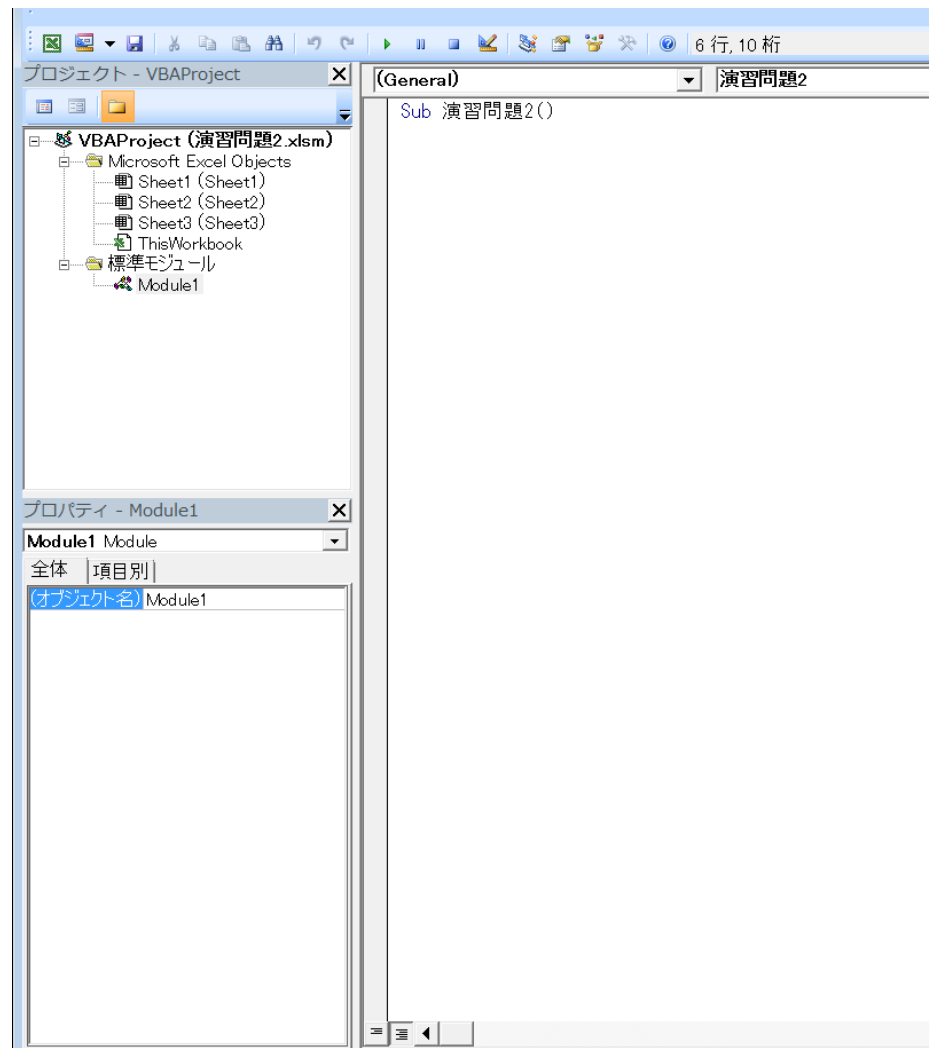 6 行, 10 桁
プロジェクト - VBAProject
(General)
演習問題2
Sub 演習問題2()
VBAProject (演習問題2.xlsm)
Microsoft Excel Objects
Sheet1 (Sheet1)
Sheet2 (Sheet2)
Sheet3 (Sheet3)
ThisWorkbook
標準モジュール
Module1
プロパティ - Module1
Module1 Module
全体 項目別
(オブジェクト名) Module1